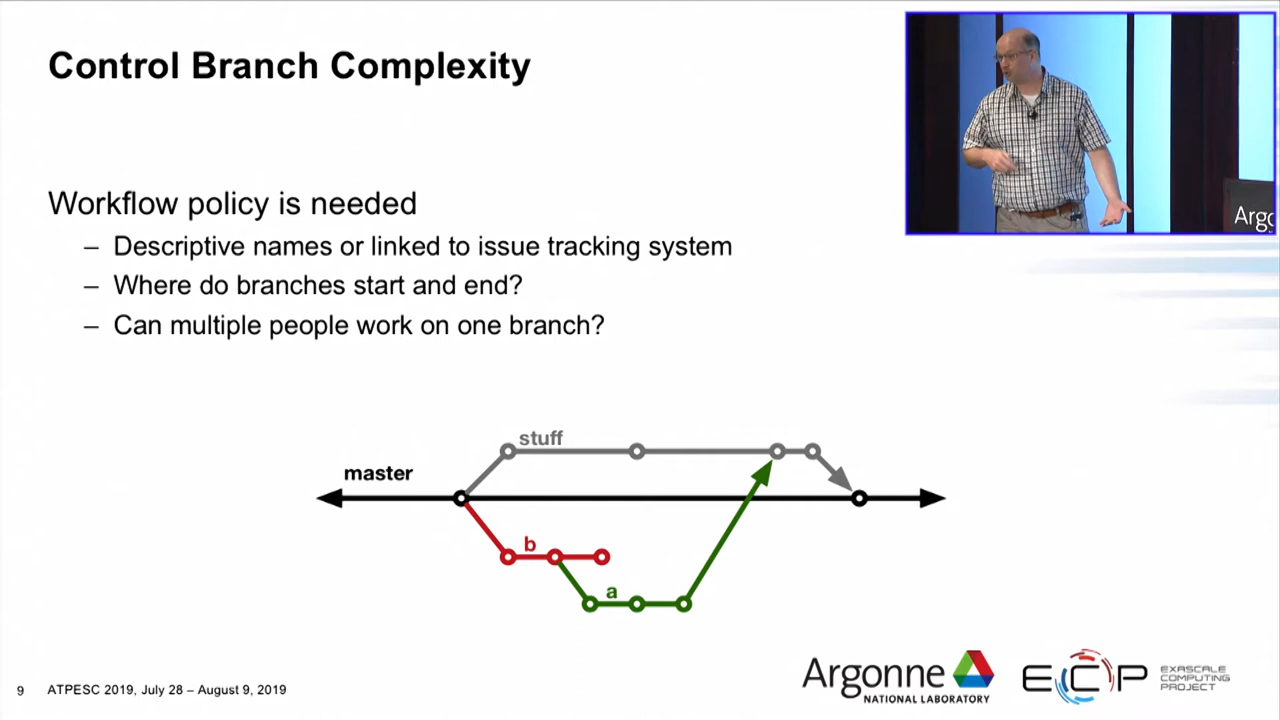 Control Branch Complexity
Workflow policy is needed
– Descriptive names or linked to issue tracking system
– Where do branches start and end?
– Can multiple people work on one branch?
stuff
master
b
a
9
ATPESC 2019, July 28 – August 9, 2019
Argonne
NATIONAL LABORATORY
ECP
EXASCALE
COMPUTING
PROJECT